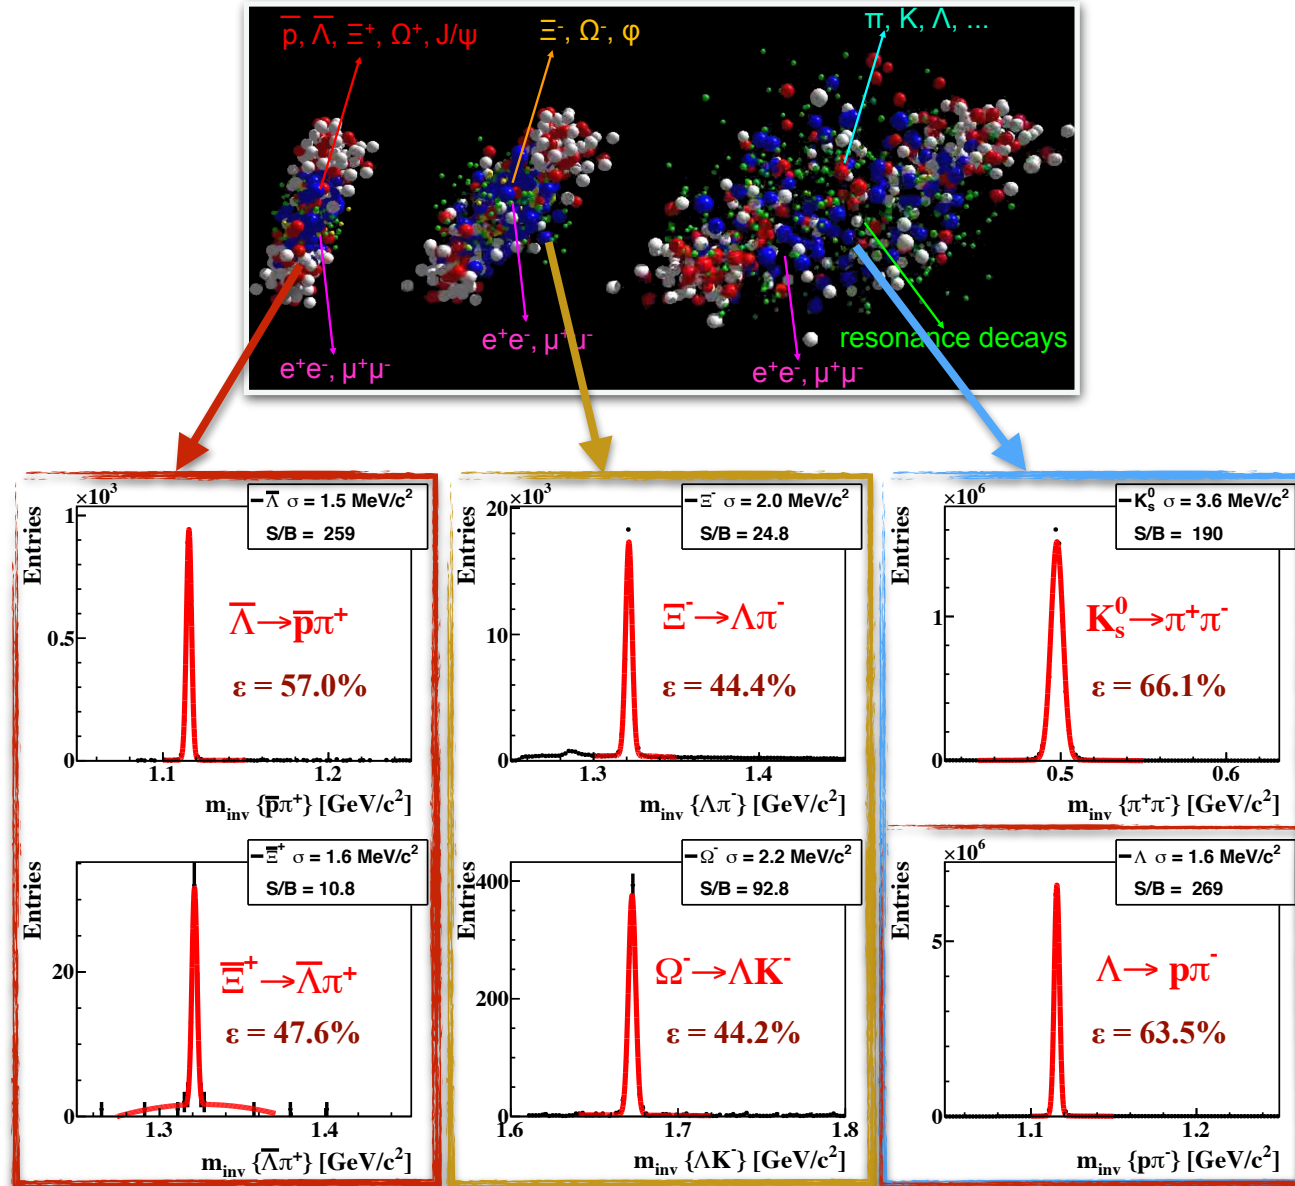 p̅, Λ̅, Ξ⁺, Ω⁺, J/ψ
Ξ⁻, Ω⁻, φ
π, K, Λ, ...
e⁺e⁻, μ⁺μ⁻
e⁺e⁻, μ⁺μ⁻
e⁺e⁻, μ⁺μ⁻
resonance decays
×10³
Λ̅ σ = 1.5 MeV/c²
S/B = 259
Entries
1
0.5
0
Λ̅→p̅π⁺
ε = 57.0%
1.1 1.2
m_inv {p̅π⁺} [GeV/c²]
×10³
Ξ⁻ σ = 2.0 MeV/c²
S/B = 24.8
Entries
20
10
0
Ξ⁻→Λπ⁻
ε = 44.4%
1.3 1.4
m_inv {Λπ⁻} [GeV/c²]
×10⁶
K⁰_s σ = 3.6 MeV/c²
S/B = 190
Entries
1
0
K⁰_s→π⁺π⁻
ε = 66.1%
0.5 0.6
m_inv {π⁺π⁻} [GeV/c²]
Ξ̅⁺ σ = 1.6 MeV/c²
S/B = 10.8
Entries
20
0
Ξ̅⁺→Λ̅π⁺
ε = 47.6%
1.3 1.4
m_inv {Λ̅π⁺} [GeV/c²]
Ω⁻ σ = 2.2 MeV/c²
S/B = 92.8
Entries
400
200
0
Ω⁻→ΛK⁻
ε = 44.2%
1.6 1.7 1.8
m_inv {ΛK⁻} [GeV/c²]
×10⁶
Λ σ = 1.6 MeV/c²
S/B = 269
Entries
5
0
Λ→ pπ⁻
ε = 63.5%
1.1 1.2
m_inv {pπ⁻} [GeV/c²]